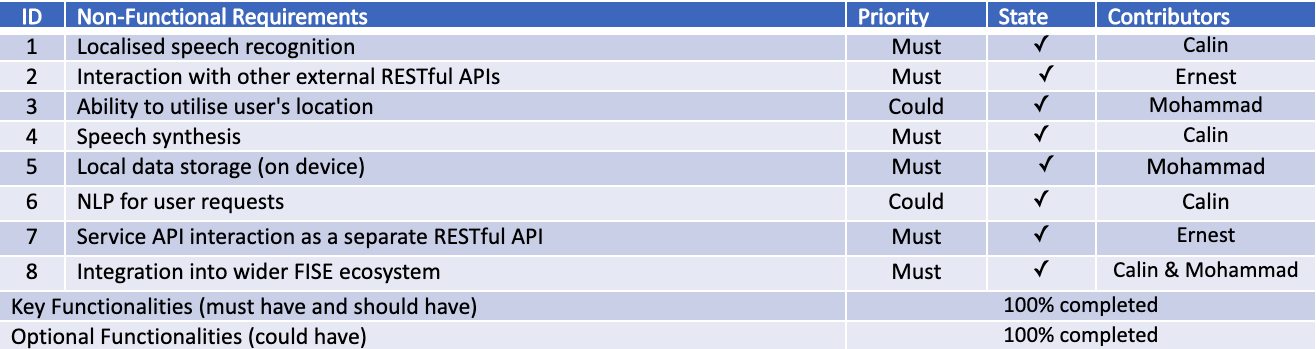 ID Non-Functional Requirements Priority State Contributors
1 Localised speech recognition Must ✓ Calin
2 Interaction with other external RESTful APIs Must ✓ Ernest
3 Ability to utilise user's location Could ✓ Mohammad
4 Speech synthesis Must ✓ Calin
5 Local data storage (on device) Must ✓ Mohammad
6 NLP for user requests Could ✓ Calin
7 Service API interaction as a separate RESTful API Must ✓ Ernest
8 Integration into wider FISE ecosystem Must ✓ Calin & Mohammad
Key Functionalities (must have and should have) 100% completed
Optional Functionalities (could have) 100% completed